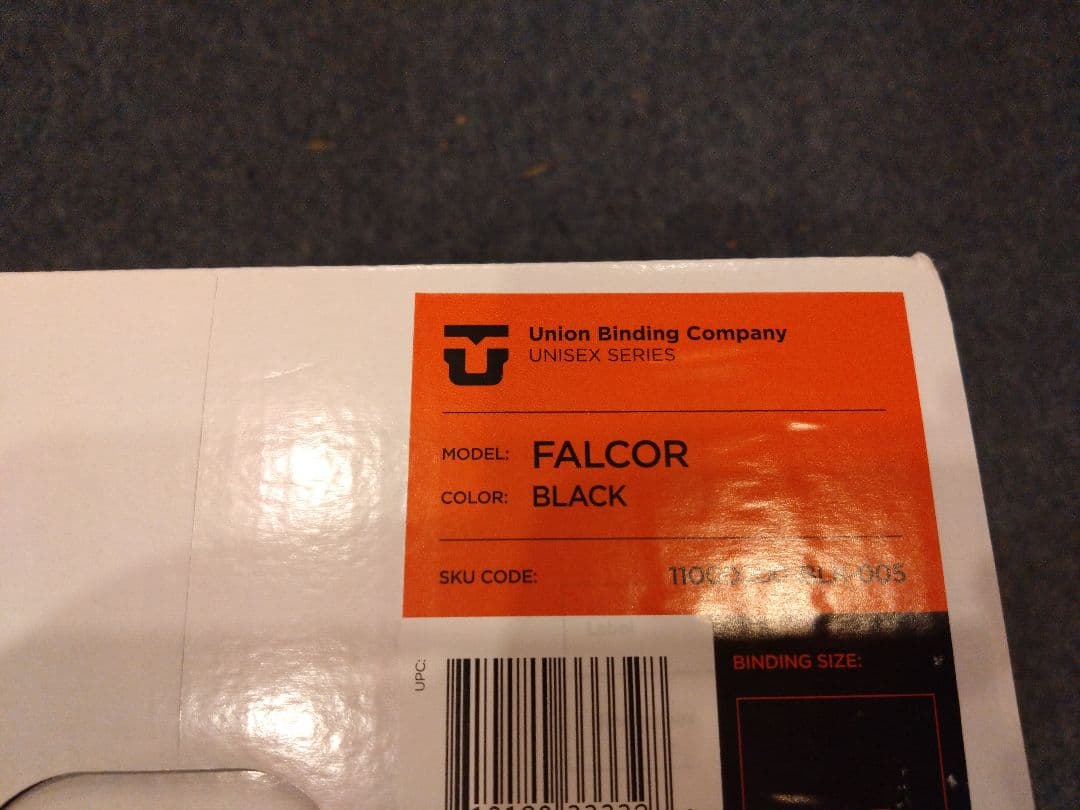 Union Binding Company
UNISEX SERIES
MODEL: FALCOR
COLOR: BLACK
SKU CODE:
UPC:
BINDING SIZE: